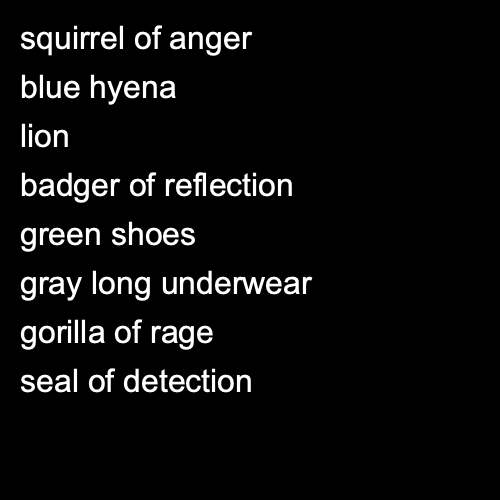 squirrel of anger
blue hyena
lion
badger of reflection
green shoes
gray long underwear
gorilla of rage
seal of detection